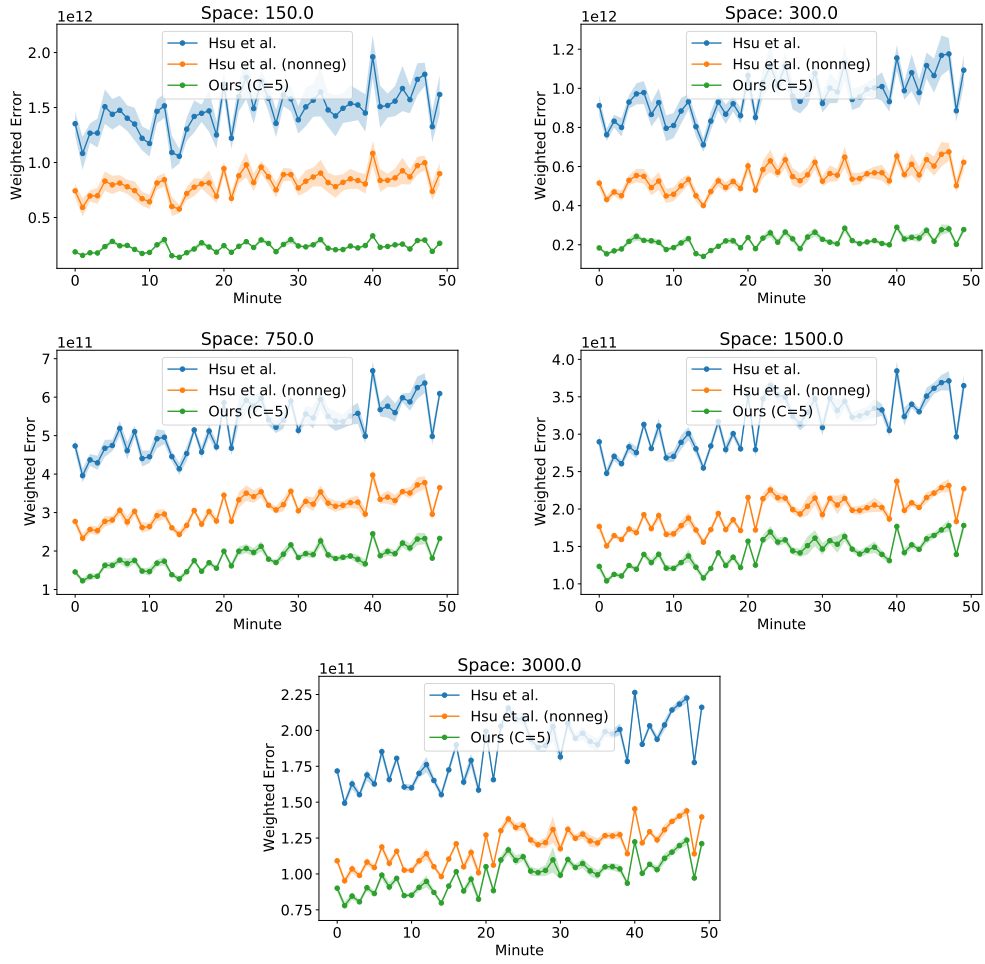 Space: 150.0
1e12
Weighted Error
2.0
1.5
1.0
0.5
Hsu et al.
Hsu et al. (nonneg)
Ours (C=5)
0 10 20 30 40 50
Minute
Space: 300.0
1e12
Weighted Error
1.2
1.0
0.8
0.6
0.4
0.2
Hsu et al.
Hsu et al. (nonneg)
Ours (C=5)
0 10 20 30 40 50
Minute
Space: 750.0
1e11
Weighted Error
7
6
5
4
3
2
1
Hsu et al.
Hsu et al. (nonneg)
Ours (C=5)
0 10 20 30 40 50
Minute
Space: 1500.0
1e11
Weighted Error
4.0
3.5
3.0
2.5
2.0
1.5
1.0
Hsu et al.
Hsu et al. (nonneg)
Ours (C=5)
0 10 20 30 40 50
Minute
Space: 3000.0
1e11
Weighted Error
2.25
2.00
1.75
1.50
1.25
1.00
0.75
Hsu et al.
Hsu et al. (nonneg)
Ours (C=5)
0 10 20 30 40 50
Minute